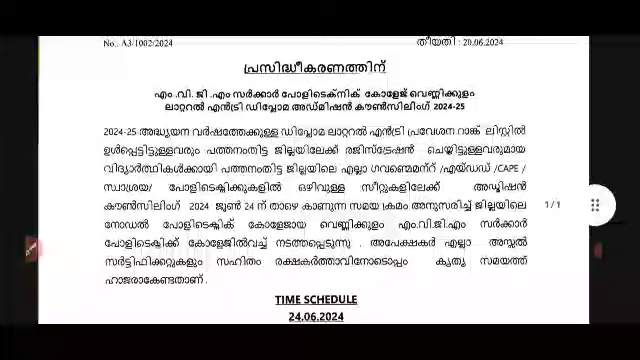 No.. A3/1002/2024 തീയതി : 20.06.2024
പ്രസിദ്ധീകരണത്തിന്
എം .വി. ജി .എം സർക്കാർ പോളിടെക്നിക് കോളേജ് വെണ്ണിക്കുളം
ലാറ്ററൽ എൻട്രി ഡിപ്ലോമ അഡ്മിഷൻ കൗൺസിലിംഗ് 2024-25
2024-25 അദ്ധ്യയന വർഷത്തേക്കുള്ള ഡിപ്ലോമ ലാറ്ററൽ എൻട്രി പ്രവേശന റാങ്ക് ലിസ്റ്റിൽ
ഉൾപ്പെട്ടിട്ടുള്ളവരും പത്തനംതിട്ട ജില്ലയിലേക്ക് രജിസ്ട്രേഷൻ ചെയ്യിട്ടുള്ളവരുമായ
വിദ്യാർത്ഥികൾക്കായി പത്തനംതിട്ട ജില്ലയിലെ എല്ലാ ഗവണ്മെന്റ് /എയ്ഡഡ് /CAPE /
സ്വാശ്രയ/ പോളിടെക്നിക്കുകളിൽ ഒഴിവുള്ള സീറ്റുകളിലേക്ക് അഡ്മിഷൻ
കൗൺസിലിംഗ് 2024 ജൂൺ 24 ന് താഴെ കാണുന്ന സമയ ക്രമം അനുസരിച്ച് ജില്ലയിലെ 1/1
നോഡൽ പോളിടെക്നിക് കോളേജായ വെണ്ണിക്കുളം എം.വി.ജി.എം സർക്കാർ
പോളിടെക്നിക്ക് കോളേജിൽവച്ച് നടത്തപ്പെടുന്നു . അപേക്ഷകർ എല്ലാ അസ്സൽ
സർട്ടിഫിക്കറ്റുകളും സഹിതം രക്ഷകർത്താവിനോടൊപ്പം കൃത്യ സമയത്ത്
ഹാജരാകേണ്ടതാണ് .
TIME SCHEDULE
24.06.2024